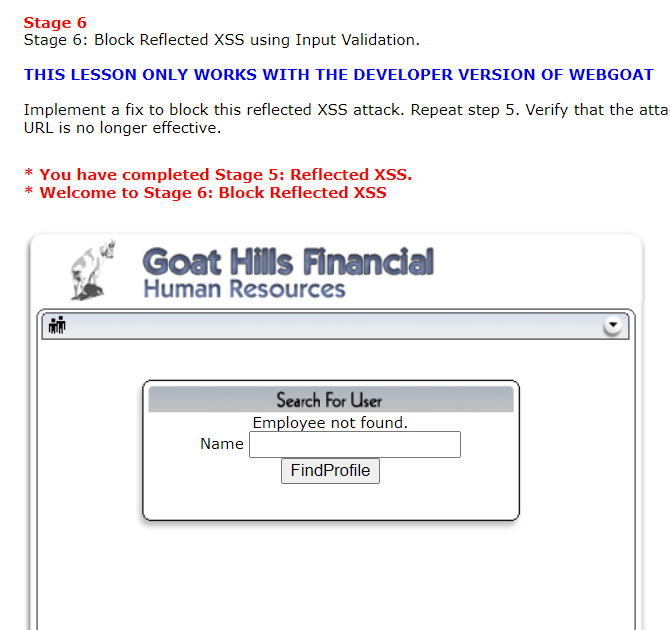 Stage 6
Stage 6: Block Reflected XSS using Input Validation.
THIS LESSON ONLY WORKS WITH THE DEVELOPER VERSION OF WEBGOAT
Implement a fix to block this reflected XSS attack. Repeat step 5. Verify that the atta
URL is no longer effective.
* You have completed Stage 5: Reflected XSS.
* Welcome to Stage 6: Block Reflected XSS
Goat Hills Financial
Human Resources
Search For User
Employee not found.
Name
FindProfile